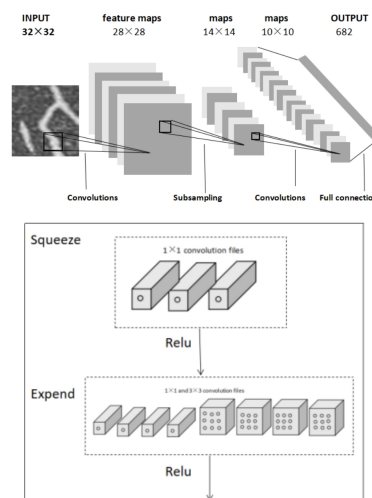 INPUT feature maps maps maps OUTPUT
32×32 28×28 14×14 10×10 682
Convolutions Subsampling Convolutions Full connection
Squeeze
1×1 convolution files
Relu
Expend
1×1 and 3×3 convolution files
Relu